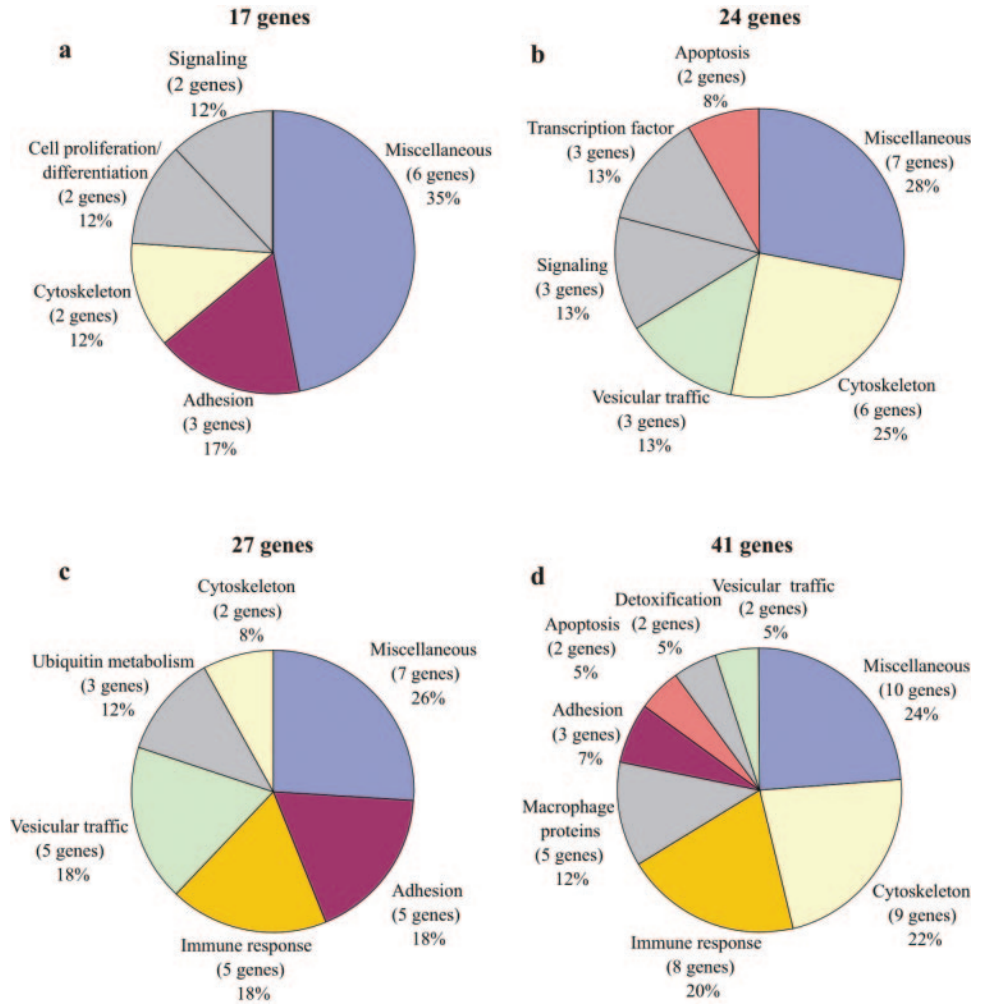 17 genes
a
Signaling
(2 genes)
12%
Cell proliferation/
differentiation
(2 genes)
12%
Cytoskeleton
(2 genes)
12%
Adhesion
(3 genes)
17%
Miscellaneous
(6 genes)
35%
24 genes
b
Apoptosis
(2 genes)
8%
Transcription factor
(3 genes)
13%
Signaling
(3 genes)
13%
Vesicular traffic
(3 genes)
13%
Cytoskeleton
(6 genes)
25%
Miscellaneous
(7 genes)
28%
27 genes
c
Cytoskeleton
(2 genes)
8%
Ubiquitin metabolism
(3 genes)
12%
Vesicular traffic
(5 genes)
18%
Immune response
(5 genes)
18%
Adhesion
(5 genes)
18%
Miscellaneous
(7 genes)
26%
41 genes
d
Vesicular traffic
(2 genes)
5%
Detoxification
(2 genes)
5%
Apoptosis
(2 genes)
5%
Adhesion
(3 genes)
7%
Macrophage
proteins
(5 genes)
12%
Immune response
(8 genes)
20%
Cytoskeleton
(9 genes)
22%
Miscellaneous
(10 genes)
24%